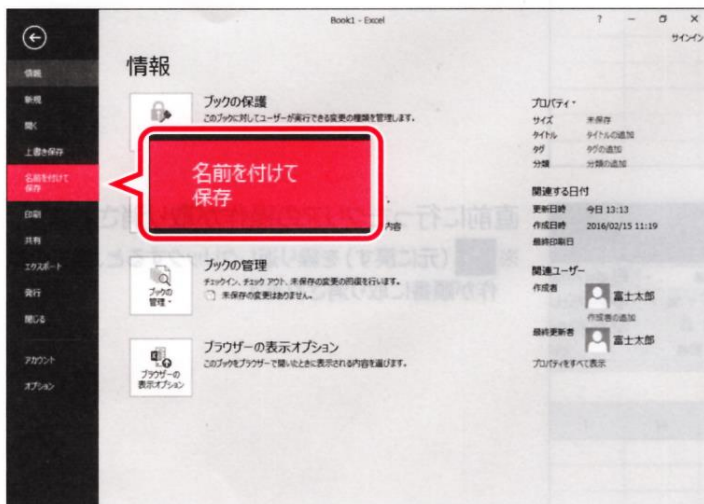 Book1 - Excel
? － ロ ×
サインイン
情報
新規
開く
上書き保存
名前を付けて
保存
印刷
共有
エクスポート
発行
閉じる
アカウント
オプション
情報
ブックの保護
このブックに対してユーザーが実行できる変更の種類を管理します。
名前を付けて
保存
内容
ブックの
管理
ブックの管理
チェックイン、チェックアウト、未保存の変更の回復を行います。
未保存の変更はありません。
ブラウザーの
表示オプション
ブラウザーの表示オプション
このブックをブラウザーで開いたときに表示される内容を選びます。
プロパティ
サイズ 未保存
タイトル タイトルの追加
タグ タグの追加
分類 分類の追加
関連する日付
更新日時 今日 13:13
作成日時 2016/02/15 11:19
最終印刷日
関連ユーザー
作成者 富士太郎
作成者の追加
最終更新者 富士太郎
プロパティをすべて表示